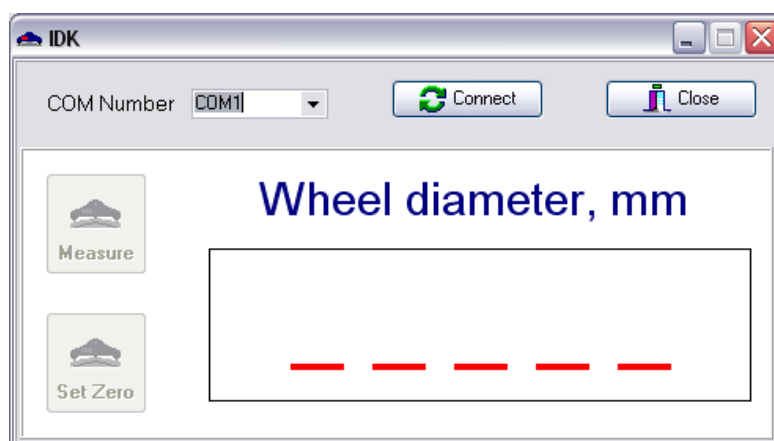 IDK
COM Number COM1 Connect Close
Wheel diameter, mm
Measure
_ _ _ _ _
Set Zero